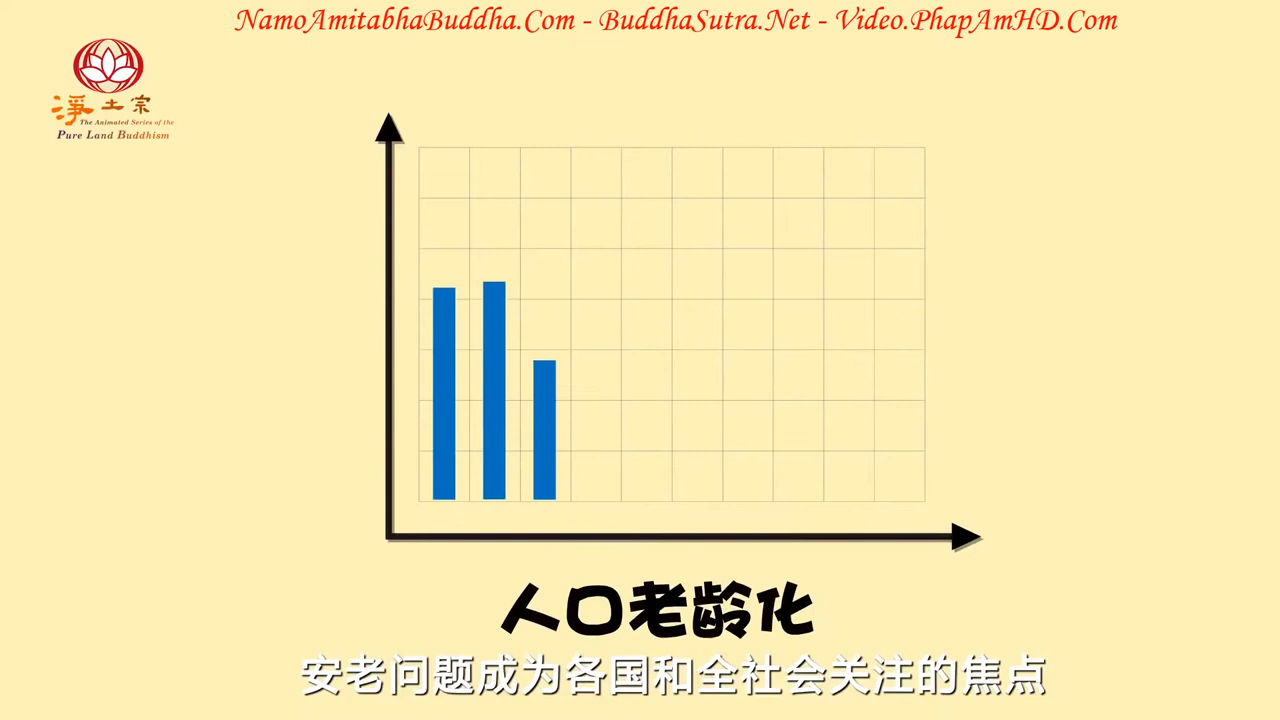 NamoAmitabhaBuddha.Com - BuddhaSutra.Net - Video.PhapAmHD.Com
淨土宗
The Animated Series of the
Pure Land Buddhism
人口老龄化
安老问题成为各国和全社会关注的焦点